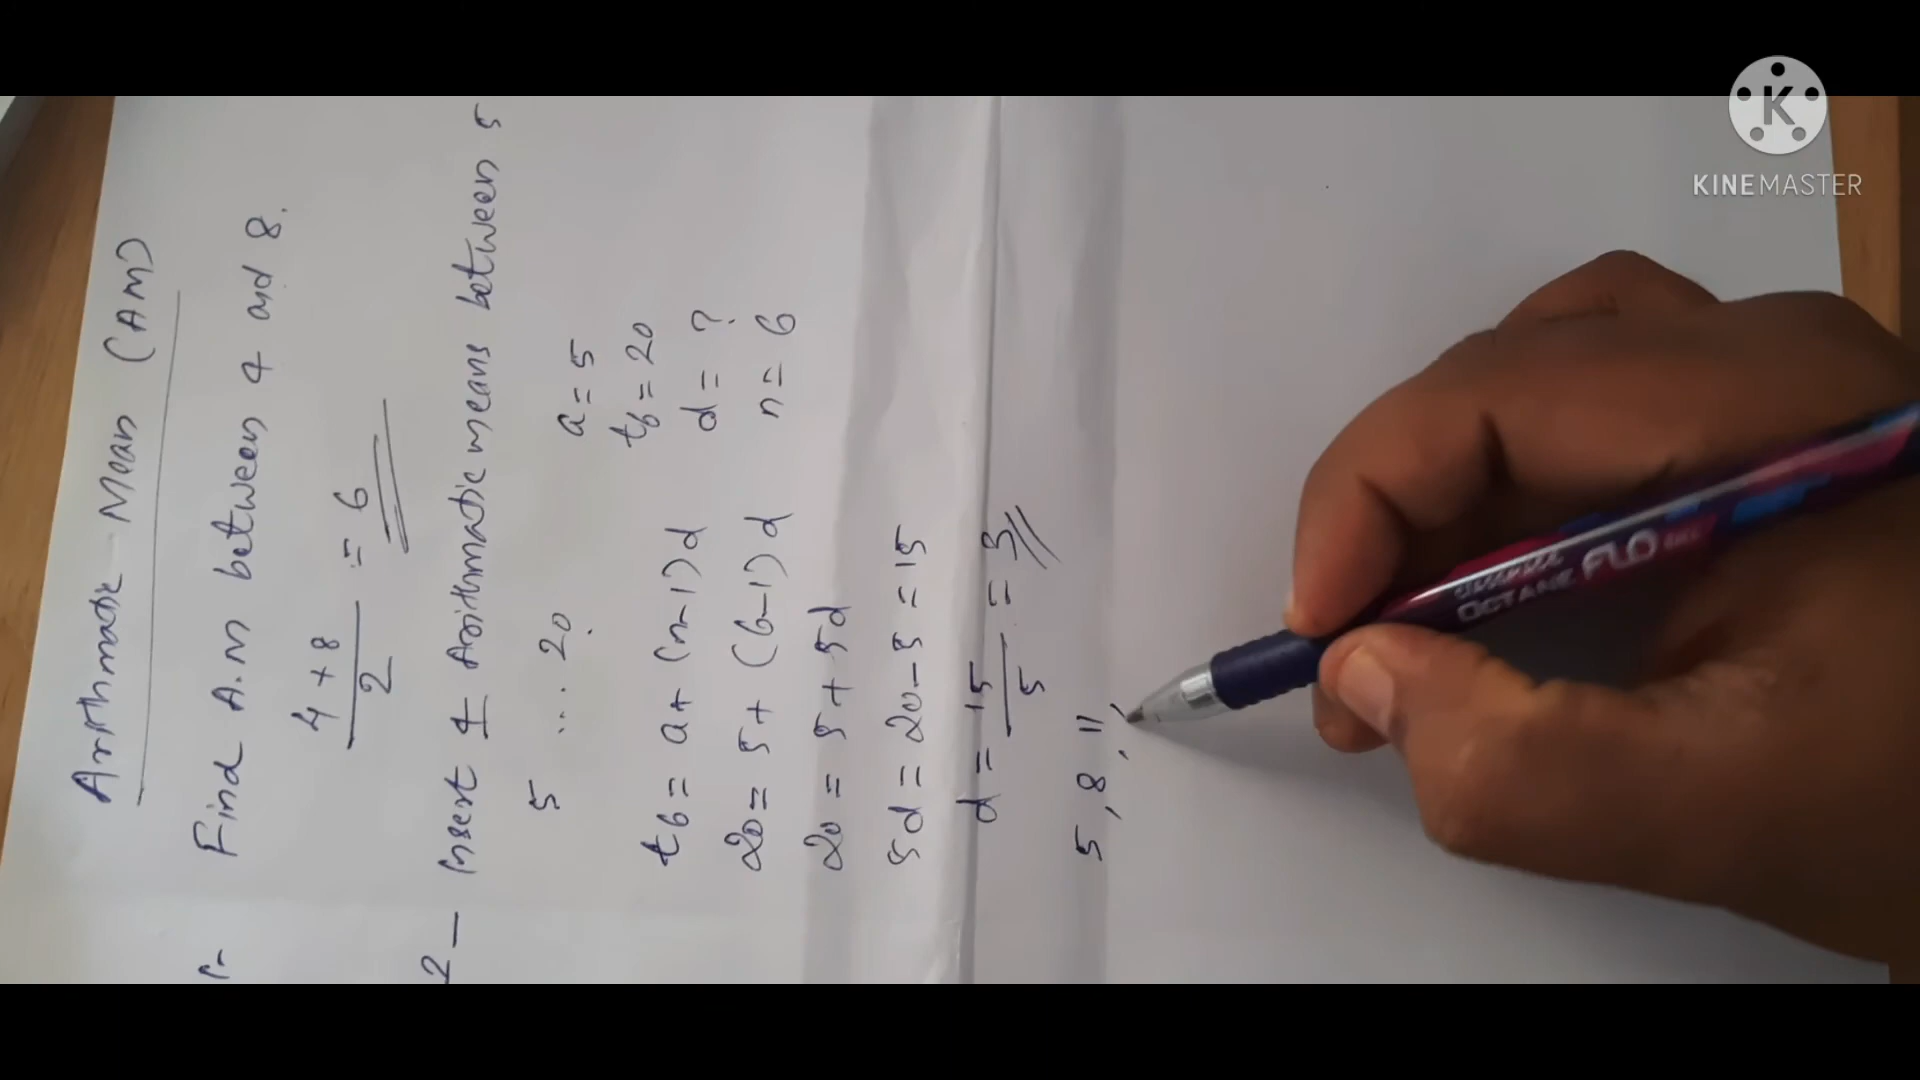 Arithmatic Mean (AM)
1- Find A.M between 4 and 8.
4 + 8 / 2 = 6
2 - Insert 4 Arithmatic means between 5
5 ... 20.
a = 5
t6 = 20
d = ?
n = 6
t6 = a + (n-1)d
20 = 5 + (6-1)d
20 = 5 + 5d
5d = 20 - 5 = 15
d = 15 / 5 = 3
5, 8, 11,
KINEMASTER
OCTANE FLO